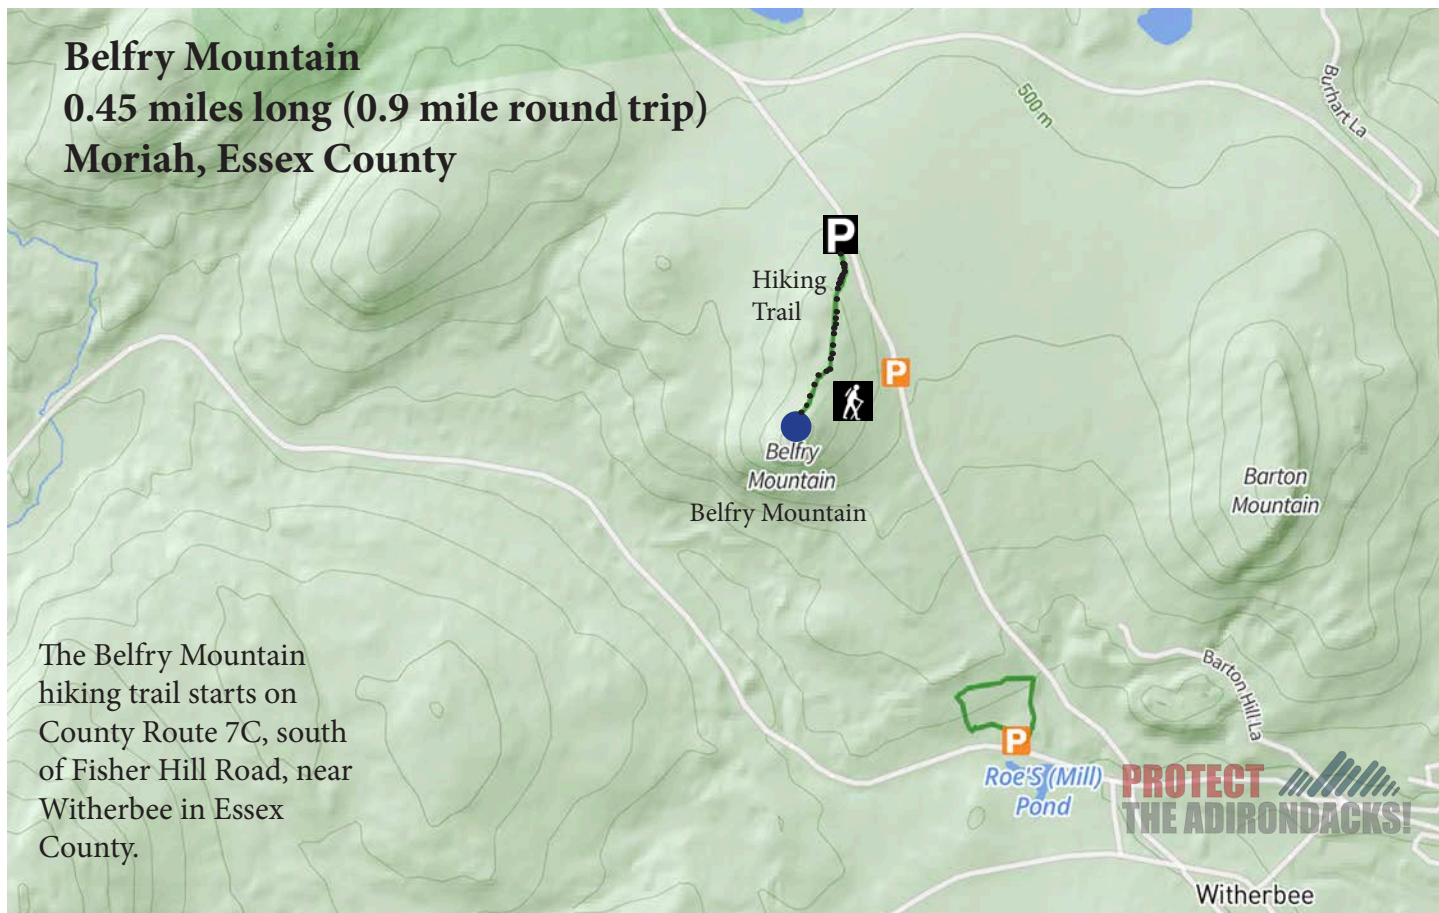 Belfry Mountain
0.45 miles long (0.9 mile round trip)
Moriah, Essex County
500 m
Burhart La
P
Hiking
Trail
P
Belfry
Mountain
Belfry Mountain
Barton
Mountain
The Belfry Mountain
hiking trail starts on
County Route 7C, south
of Fisher Hill Road, near
Witherbee in Essex
County.
Barton Hill La
P
Roe'S (Mill)
Pond
PROTECT
THE ADIRONDACKS!
Witherbee